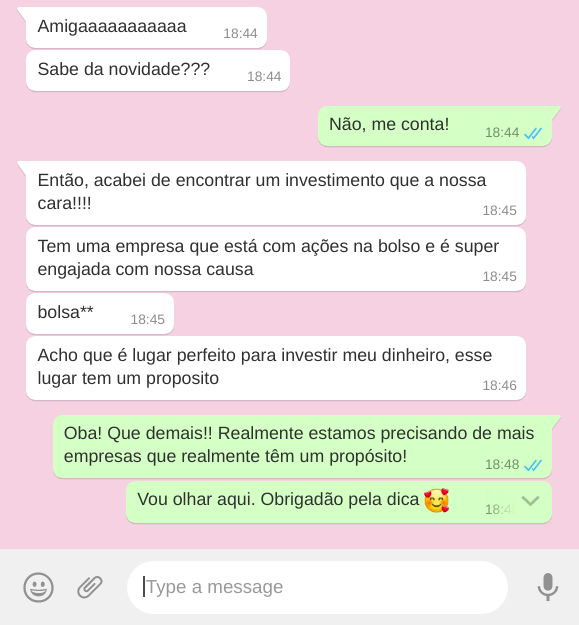 Amigaaaaaaaaaaa
18:44
Sabe da novidade???
18:44
Não, me conta!
18:44
Então, acabei de encontrar um investimento que a nossa
cara!!!!
18:45
Tem uma empresa que está com ações na bolso e é super
engajada com nossa causa
18:45
bolsa**
18:45
Acho que é lugar perfeito para investir meu dinheiro, esse
lugar tem um proposito
18:46
Oba! Que demais!! Realmente estamos precisando de mais
empresas que realmente têm um propósito!
18:48
Vou olhar aqui. Obrigadão pela dica 🥰
Type a message